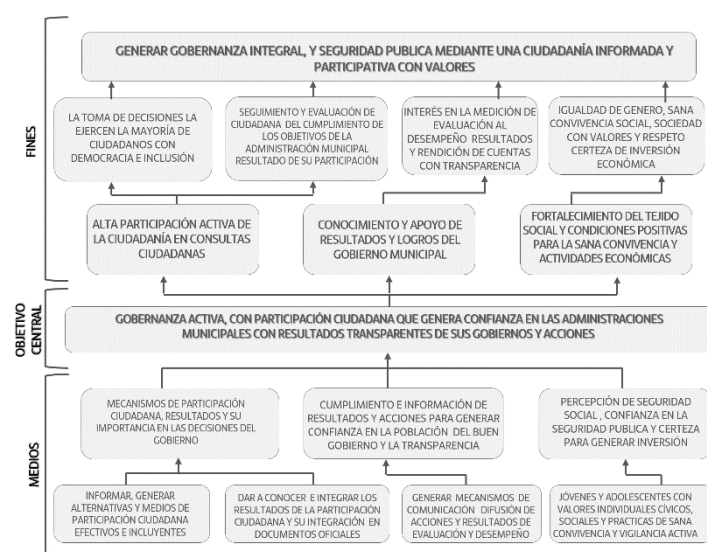 GENERAR GOBERNANZA INTEGRAL, Y SEGURIDAD PUBLICA MEDIANTE UNA CIUDADANÍA INFORMADA Y
PARTICIPATIVA CON VALORES
FINES
LA TOMA DE DECISIONES LA
EJERCEN LA MAYORÍA DE
CIUDADANOS CON
DEMOCRACIA E INCLUSIÓN
SEGUIMIENTO Y EVALUACIÓN DE
CIUDADANA DEL CUMPLIMIENTO DE
LOS OBJETIVOS DE LA
ADMINISTRACIÓN MUNICIPAL
RESULTADO DE SU PARTICIPACIÓN
INTERÉS EN LA MEDICIÓN DE
EVALUACIÓN AL
DESEMPEÑO RESULTADOS
Y RENDICIÓN DE CUENTAS
CON TRANSPARENCIA
IGUALDAD DE GENERO, SANA
CONVIVENCIA SOCIAL, SOCIEDAD
CON VALORES Y RESPETO
CERTEZA DE INVERSIÓN
ECONÓMICA
ALTA PARTICIPACIÓN ACTIVA DE
LA CIUDADANÍA EN CONSULTAS
CIUDADANAS
CONOCIMIENTO Y APOYO DE
RESULTADOS Y LOGROS DEL
GOBIERNO MUNICIPAL
FORTALECIMIENTO DEL TEJIDO
SOCIAL Y CONDICIONES POSITIVAS
PARA LA SANA CONVIVENCIA Y
ACTIVIDADES ECONÓMICAS
OBJETIVO
CENTRAL
GOBERNANZA ACTIVA, CON PARTICIPACIÓN CIUDADANA QUE GENERA CONFIANZA EN LAS ADMINISTRACIONES
MUNICIPALES CON RESULTADOS TRANSPARENTES DE SUS GOBIERNOS Y ACCIONES
MEDIOS
MECANISMOS DE PARTICIPACIÓN
CIUDADANA, RESULTADOS Y SU
IMPORTANCIA EN LAS DECISIONES DEL
GOBIERNO
CUMPLIMIENTO E INFORMACIÓN DE
RESULTADOS Y ACCIONES PARA GENERAR
CONFIANZA EN LA POBLACIÓN DEL BUEN
GOBIERNO Y LA TRANSPARENCIA
PERCEPCIÓN DE SEGURIDAD
SOCIAL , CONFIANZA EN LA
SEGURIDAD PUBLICA Y CERTEZA
PARA GENERAR INVERSIÓN
INFORMAR, GENERAR
ALTERNATIVAS Y MEDIOS DE
PARTICIPACIÓN CIUDADANA
EFECTIVOS E INCLUYENTES
DAR A CONOCER E INTEGRAR LOS
RESULTADOS DE LA PARTICIPACIÓN
CIUDADANA Y SU INTEGRACIÓN EN
DOCUMENTOS OFICIALES
GENERAR MECANISMOS DE
COMUNICACIÓN DIFUSIÓN DE
ACCIONES Y RESULTADOS DE
EVALUACIÓN Y DESEMPEÑO
JÓVENES Y ADOLESCENTES CON
VALORES INDIVIDUALES CÍVICOS,
SOCIALES Y PRACTICAS DE SANA
CONVIVENCIA Y VIGILANCIA ACTIVA